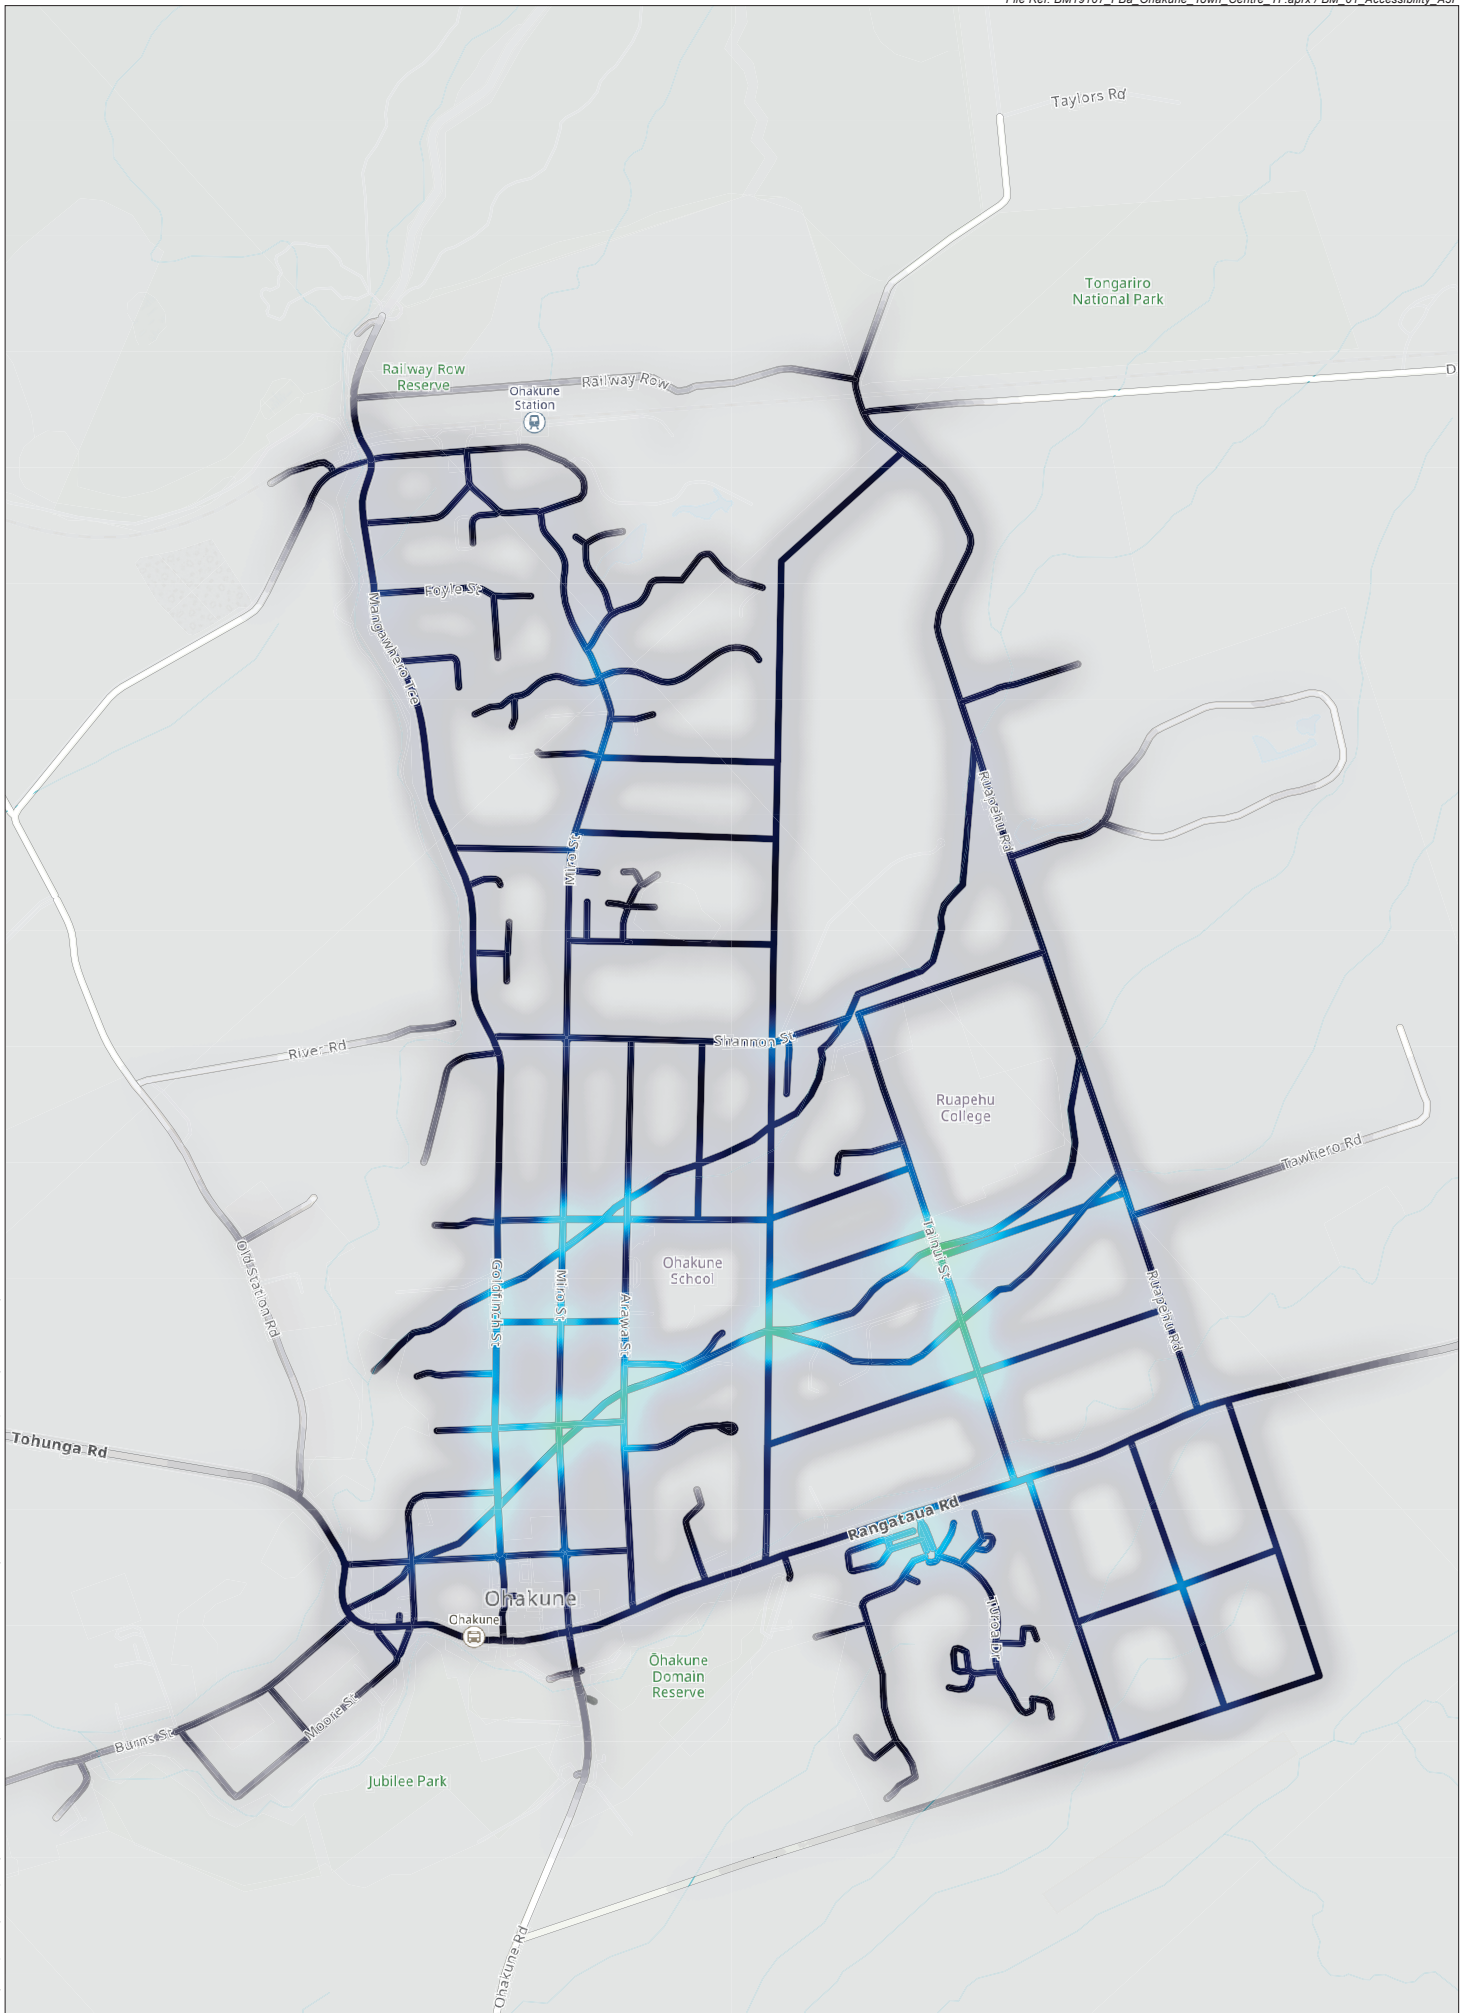 Taylors Rd
Tongariro
National Park
Railway Row
Reserve
Ohakune
Station
Railway Row
D
Foyle St
Mangawhero Tce
Ruapehu Rd
Miro St
Shannon St
River Rd
Ruapehu
College
Tawhero Rd
Tainui St
Old Station Rd
Goldfinch St
Miro St
Arawa St
Ohakune
School
Ruapehu Rd
Tohunga Rd
Rangataua Rd
Ohakune
Ohakune
Turoa Dr
Ōhakune
Domain
Reserve
Moore St
Burns St
Jubilee Park
Ohakune Rd